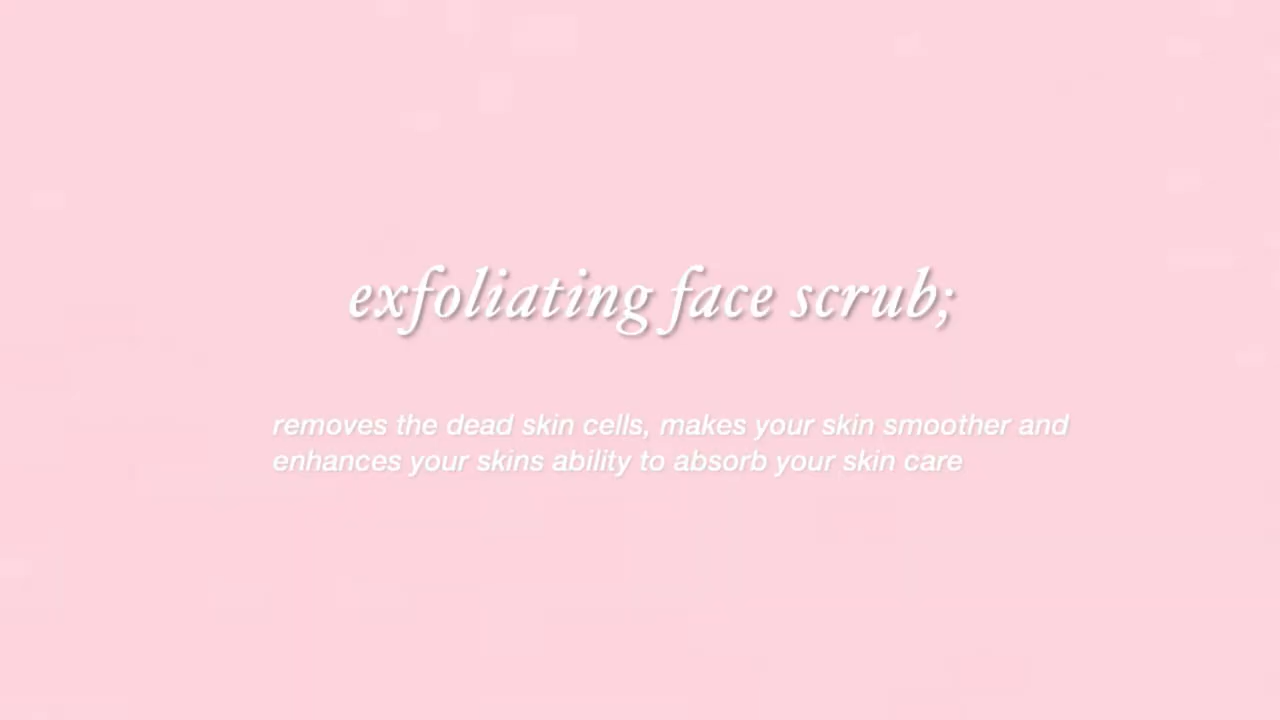 exfoliating face scrub;
removes the dead skin cells, makes your skin smoother and
enhances your skins ability to absorb your skin care